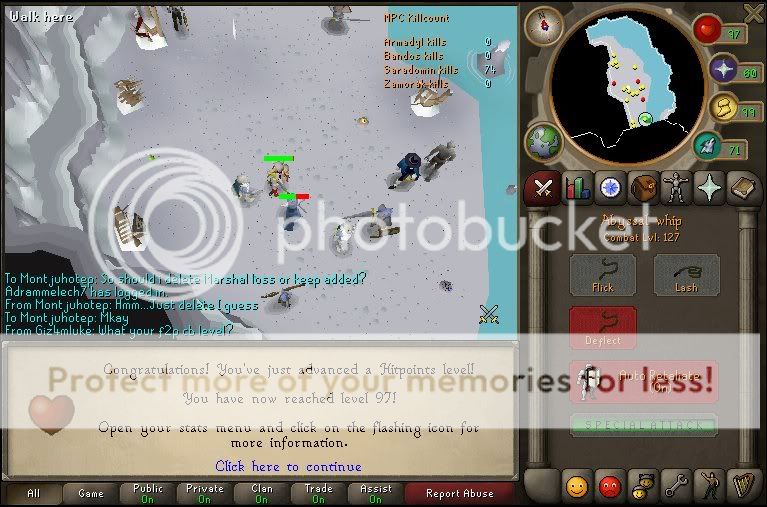 Walk here
MPC Killcount
Armadyl kills 0
Bandos kills 0
Saradomin kills 74
Zamorak kills 0
97
60
99
71
Abyssal whip
Combat Lvl: 127
Flick
Lash
Deflect
Auto Retaliate
(On)
SPECIAL ATTACK
photobucket
Protect more of your memories for less!
To Mont juhotep: So should i delete Marshal loss or keep added?
Adrammelech7 has logged in.
From Mont juhotep: Hmm...Just delete I guess
To Mont juhotep: Mkay
From Giz4mluke: What your f2p cb level?
Congratulations! You've just advanced a Hitpoints level!
You have now reached level 97!
Open your stats menu and click on the flashing icon for
more information.
Click here to continue
All
Game
Public
On
Private
On
Clan
On
Trade
On
Assist
On
Report Abuse